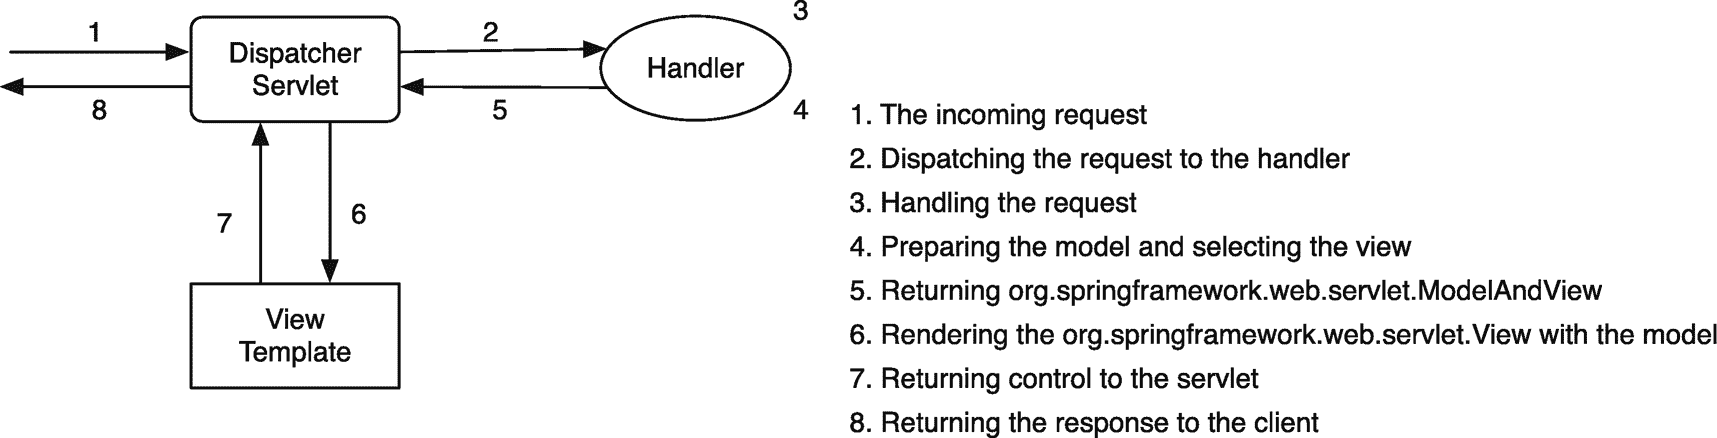 1
8
Dispatcher
Servlet
2
5
Handler
3
4
7
6
View
Template
1. The incoming request
2. Dispatching the request to the handler
3. Handling the request
4. Preparing the model and selecting the view
5. Returning org.springframework.web.servlet.ModelAndView
6. Rendering the org.springframework.web.servlet.View with the model
7. Returning control to the servlet
8. Returning the response to the client